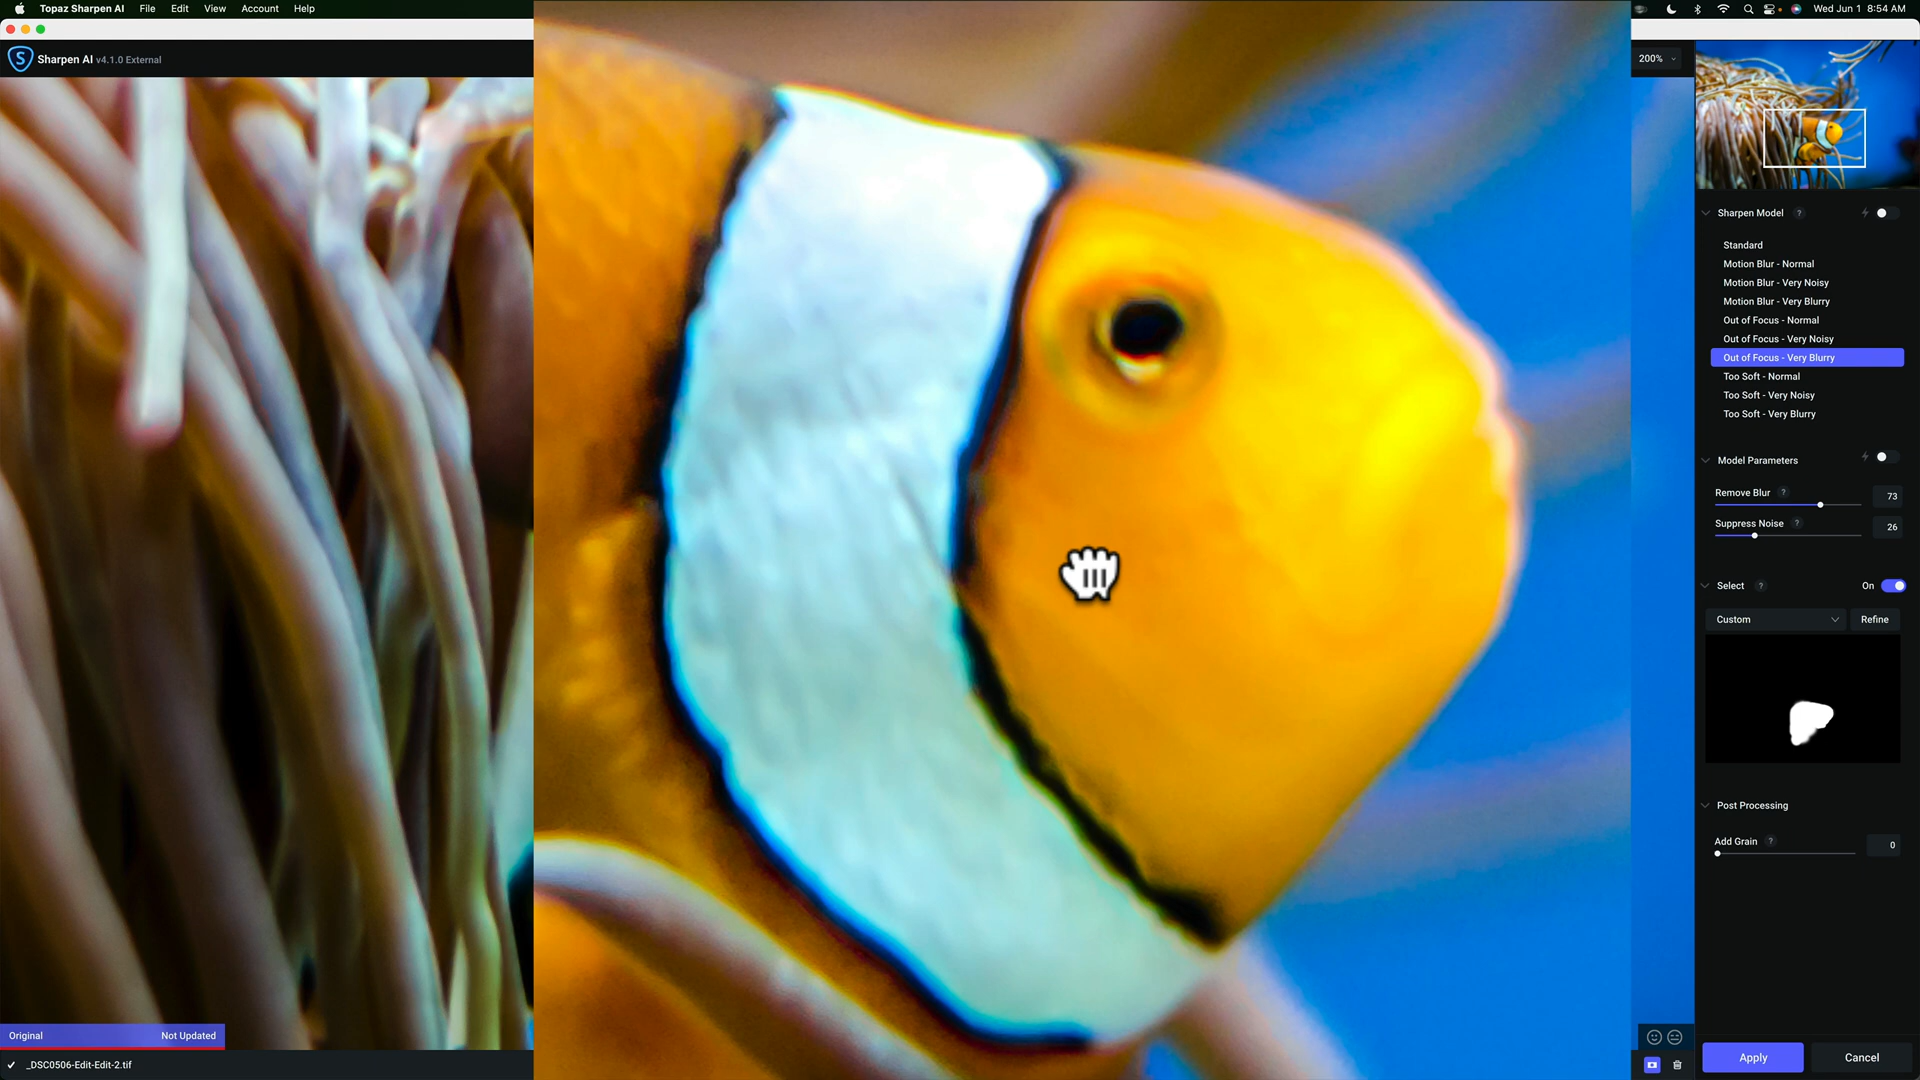 Topaz Sharpen AI File Edit View Account Help
Wed Jun 1 8:54 AM
Sharpen AI v4.1.0 External
200%
Sharpen Model ?
Standard
Motion Blur - Normal
Motion Blur - Very Noisy
Motion Blur - Very Blurry
Out of Focus - Normal
Out of Focus - Very Noisy
Out of Focus - Very Blurry
Too Soft - Normal
Too Soft - Very Noisy
Too Soft - Very Blurry
Model Parameters
Remove Blur ? 73
Suppress Noise ? 26
Select ? On
Custom Refine
Post Processing
Add Grain ? 0
Original Not Updated
_DSC0506-Edit-Edit-2.tif
Apply Cancel